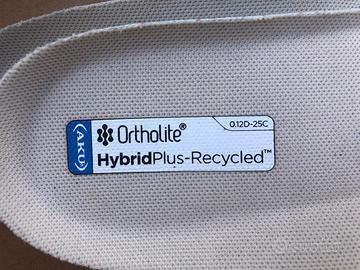 AKU
Ortholite®
0.12D-25C
HybridPlus-Recycled™